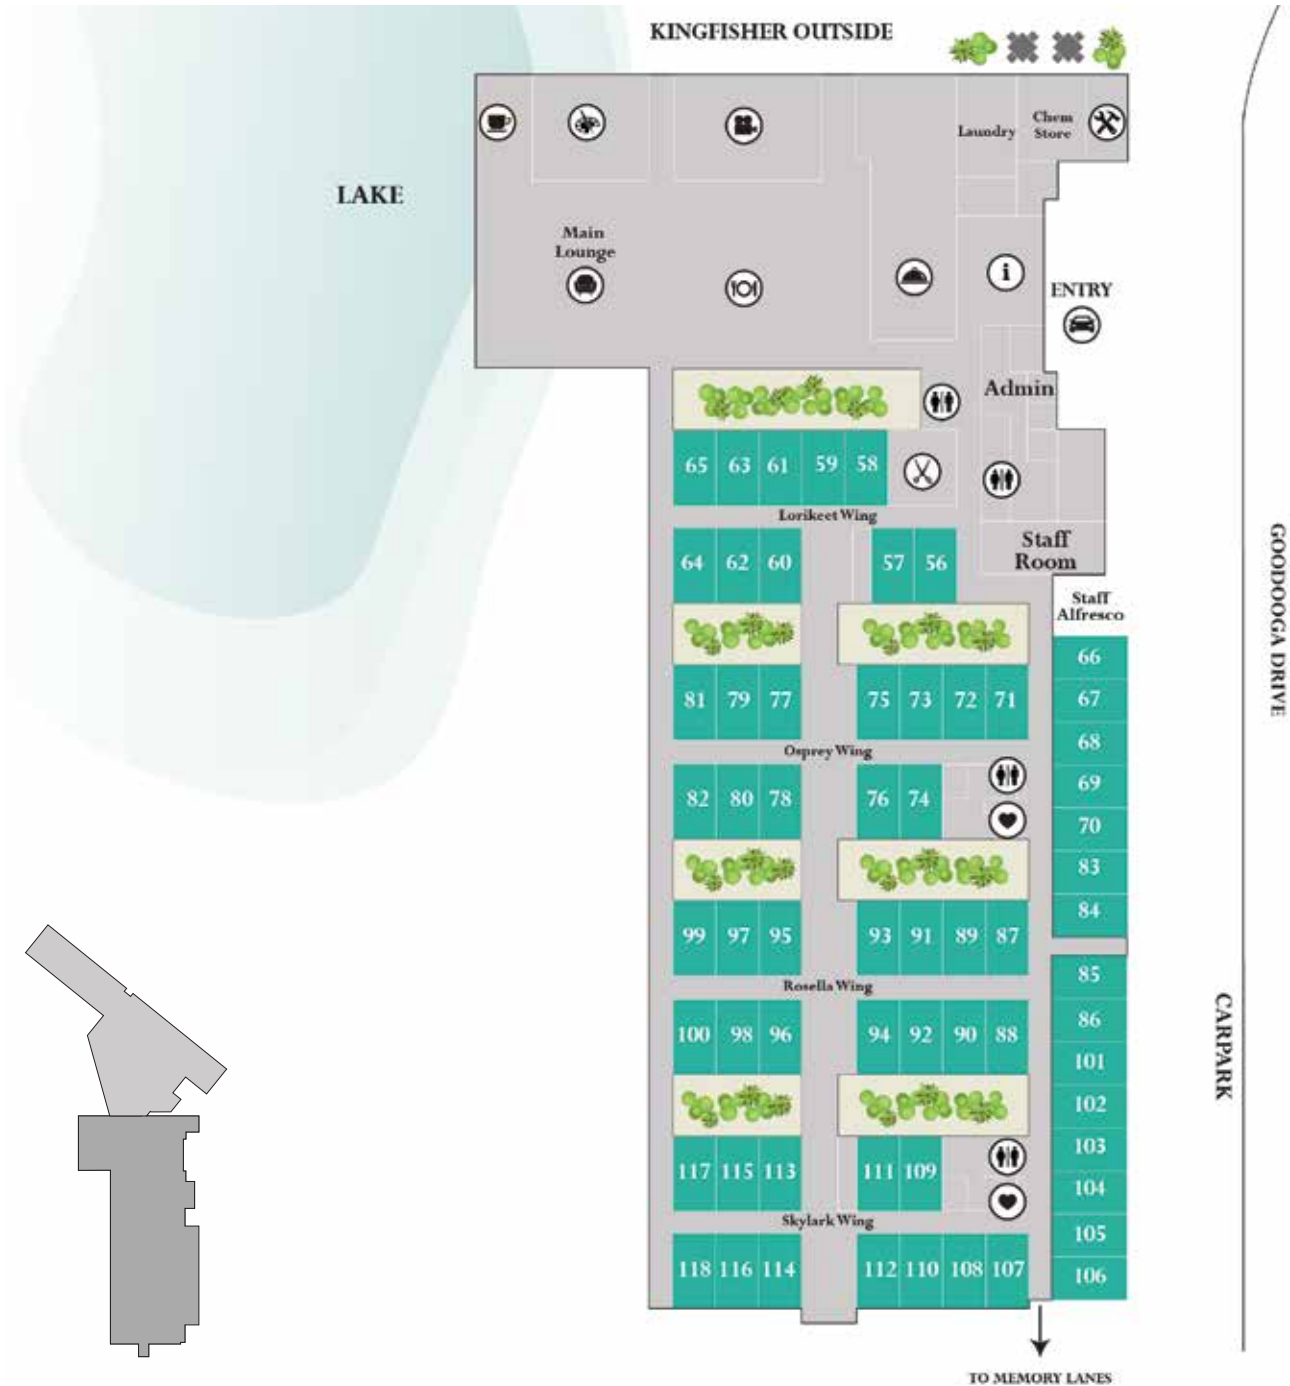 KINGFISHER OUTSIDE
Laundry
Chem
Store
LAKE
Main
Lounge
i
ENTRY
Admin
65 63 61 59 58
Lorikeet Wing
64 62 60 57 56
Staff
Room
Staff
Alfresco
66
67
68
69
70
83
84
81 79 77 75 73 72 71
Osprey Wing
82 80 78 76 74
99 97 95 93 91 89 87
Rosella Wing
85
86
101
102
103
104
105
106
100 98 96 94 92 90 88
117 115 113 111 109
Skylark Wing
118 116 114 112 110 108 107
GOODOOGA DRIVE
CARPARK
TO MEMORY LANES